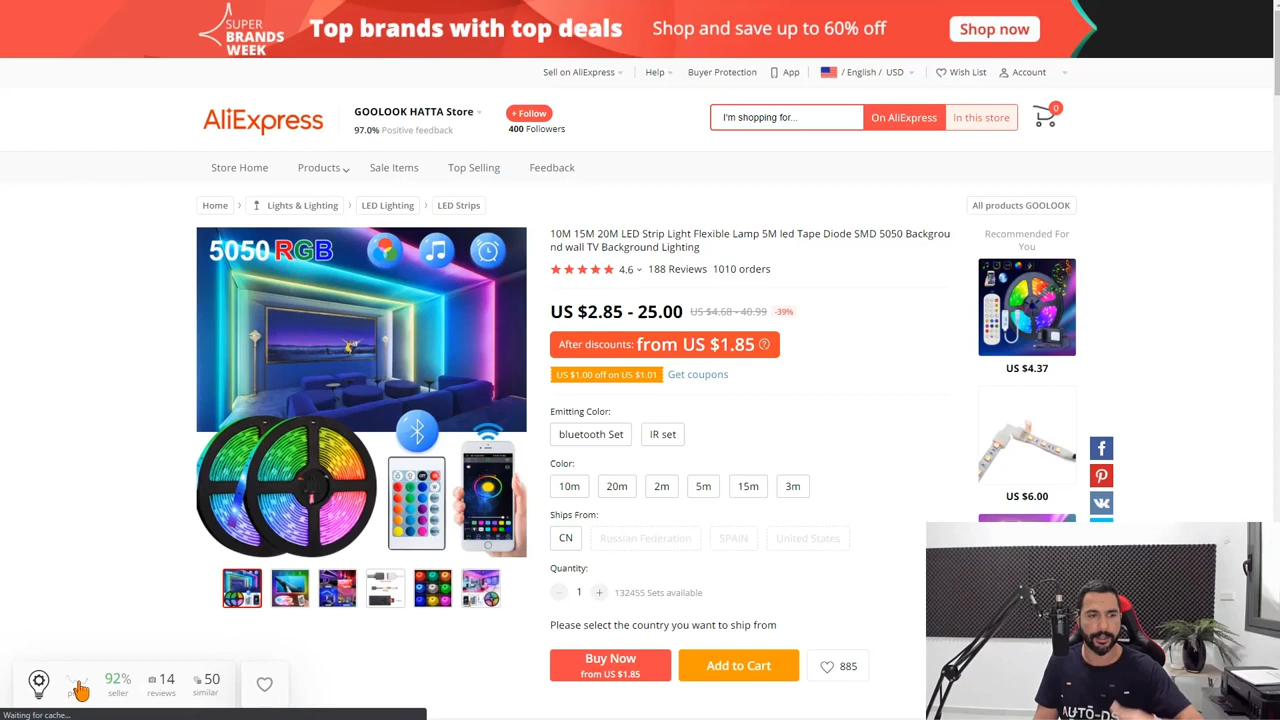 SUPER
BRANDS
WEEK
Top brands with top deals
Shop and save up to 60% off
Shop now
Sell on AliExpress
Help
Buyer Protection
App
/ English / USD
Wish List
Account
AliExpress
GOOLOOK HATTA Store
97.0% Positive feedback
+ Follow
400 Followers
I'm shopping for...
On AliExpress
In this store
0
Store Home
Products
Sale Items
Top Selling
Feedback
Home
Lights & Lighting
LED Lighting
LED Strips
All products GOOLOOK
5050 RGB
10M 15M 20M LED Strip Light Flexible Lamp 5M led Tape Diode SMD 5050 Backgrou
nd wall TV Background Lighting
4.6
188 Reviews
1010 orders
US $2.85 - 25.00
US $4.68 - 40.99
-39%
After discounts: from US $1.85
US $1.00 off on US $1.01
Get coupons
Emitting Color:
bluetooth Set
IR set
Color:
10m
20m
2m
5m
15m
3m
Ships From:
CN
Russian Federation
SPAIN
United States
Quantity:
1
132455 Sets available
Please select the country you want to ship from
Buy Now
from US $1.85
Add to Cart
885
Recommended For
You
US $4.37
US $6.00
92%
seller
14
reviews
50
similar
Waiting for cache...
AUTO-DS